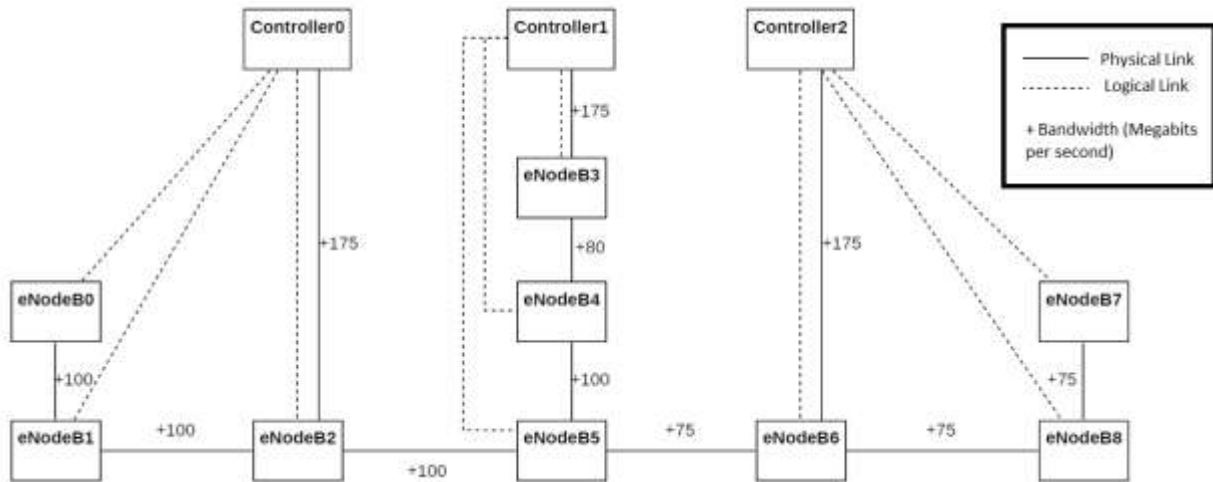 Controller0
Controller1
Controller2
Physical Link
Logical Link
+ Bandwidth (Megabits
per second)
+175
eNodeB3
+175
+80
+175
eNodeB0
eNodeB4
eNodeB7
+100
+100
+75
eNodeB1
+100
eNodeB2
+100
eNodeB5
+75
eNodeB6
+75
eNodeB8